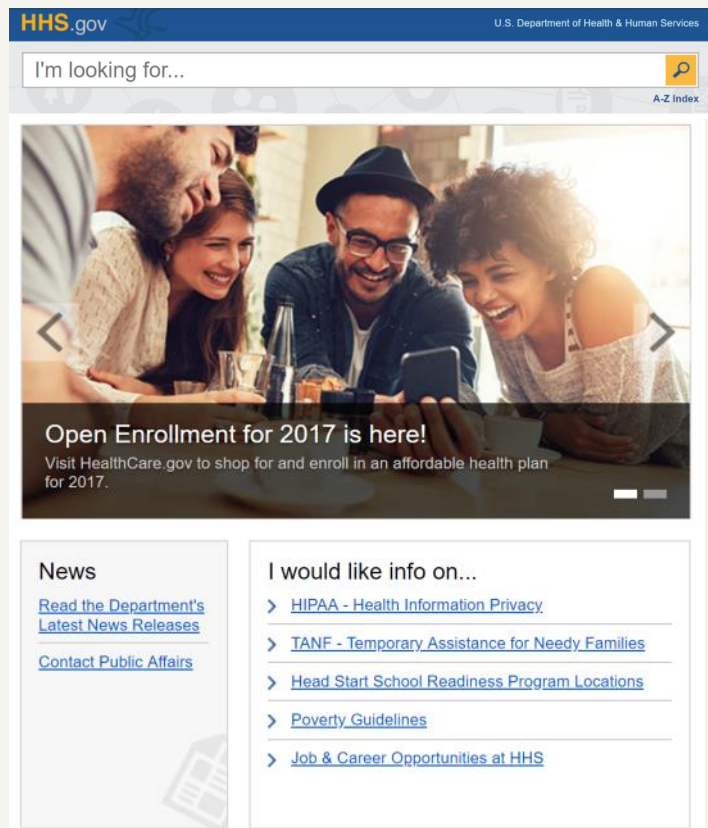 HHS.gov
U.S. Department of Health & Human Services
I'm looking for...
A-Z Index
Open Enrollment for 2017 is here!
Visit HealthCare.gov to shop for and enroll in an affordable health plan
for 2017.
News
Read the Department's
Latest News Releases
Contact Public Affairs
I would like info on...
HIPAA - Health Information Privacy
TANF - Temporary Assistance for Needy Families
Head Start School Readiness Program Locations
Poverty Guidelines
Job & Career Opportunities at HHS